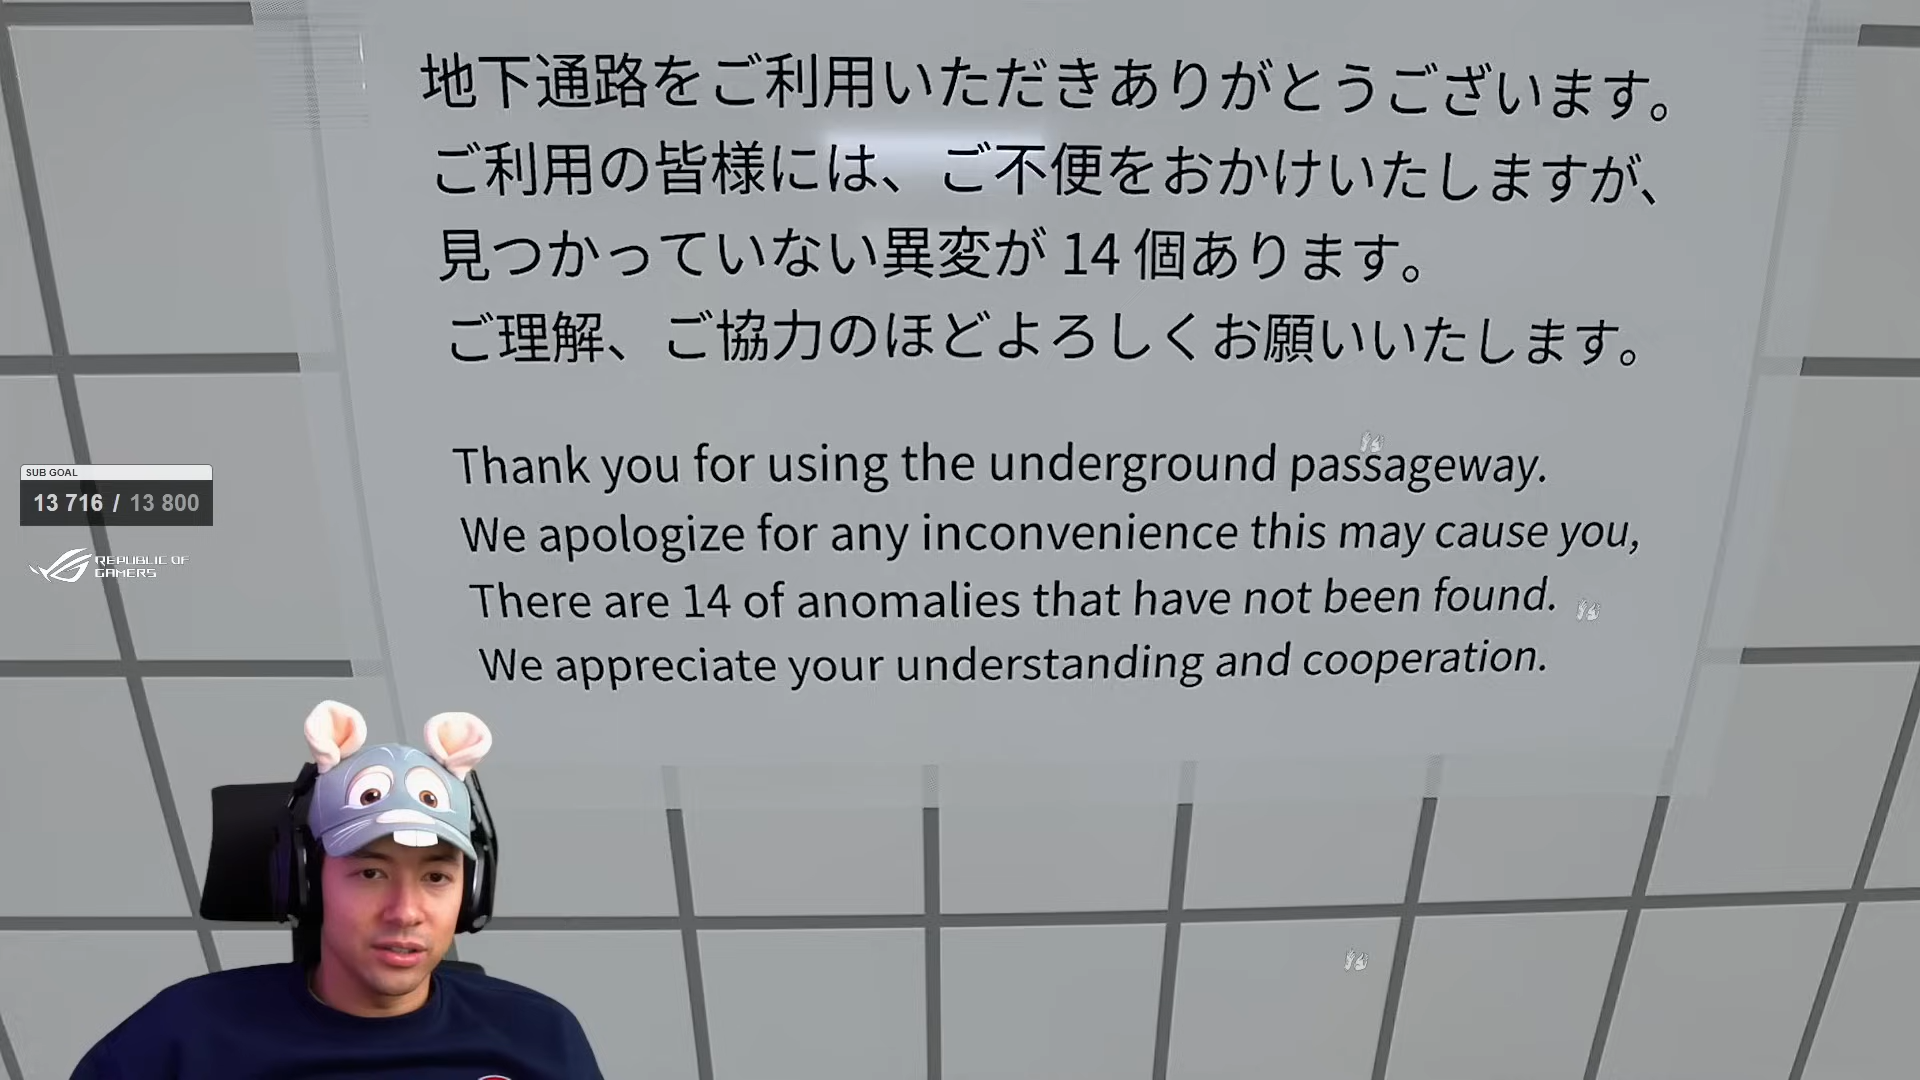 地下通路をご利用いただきありがとうございます。
ご利用の皆様には、ご不便をおかけいたしますが、
見つかっていない異変が 14 個あります。
ご理解、ご協力のほどよろしくお願いいたします。
Thank you for using the underground passageway.
We apologize for any inconvenience this may cause you,
There are 14 of anomalies that have not been found.
We appreciate your understanding and cooperation.
SUB GOAL
13 716 / 13 800
REPUBLIC OF
GAMERS